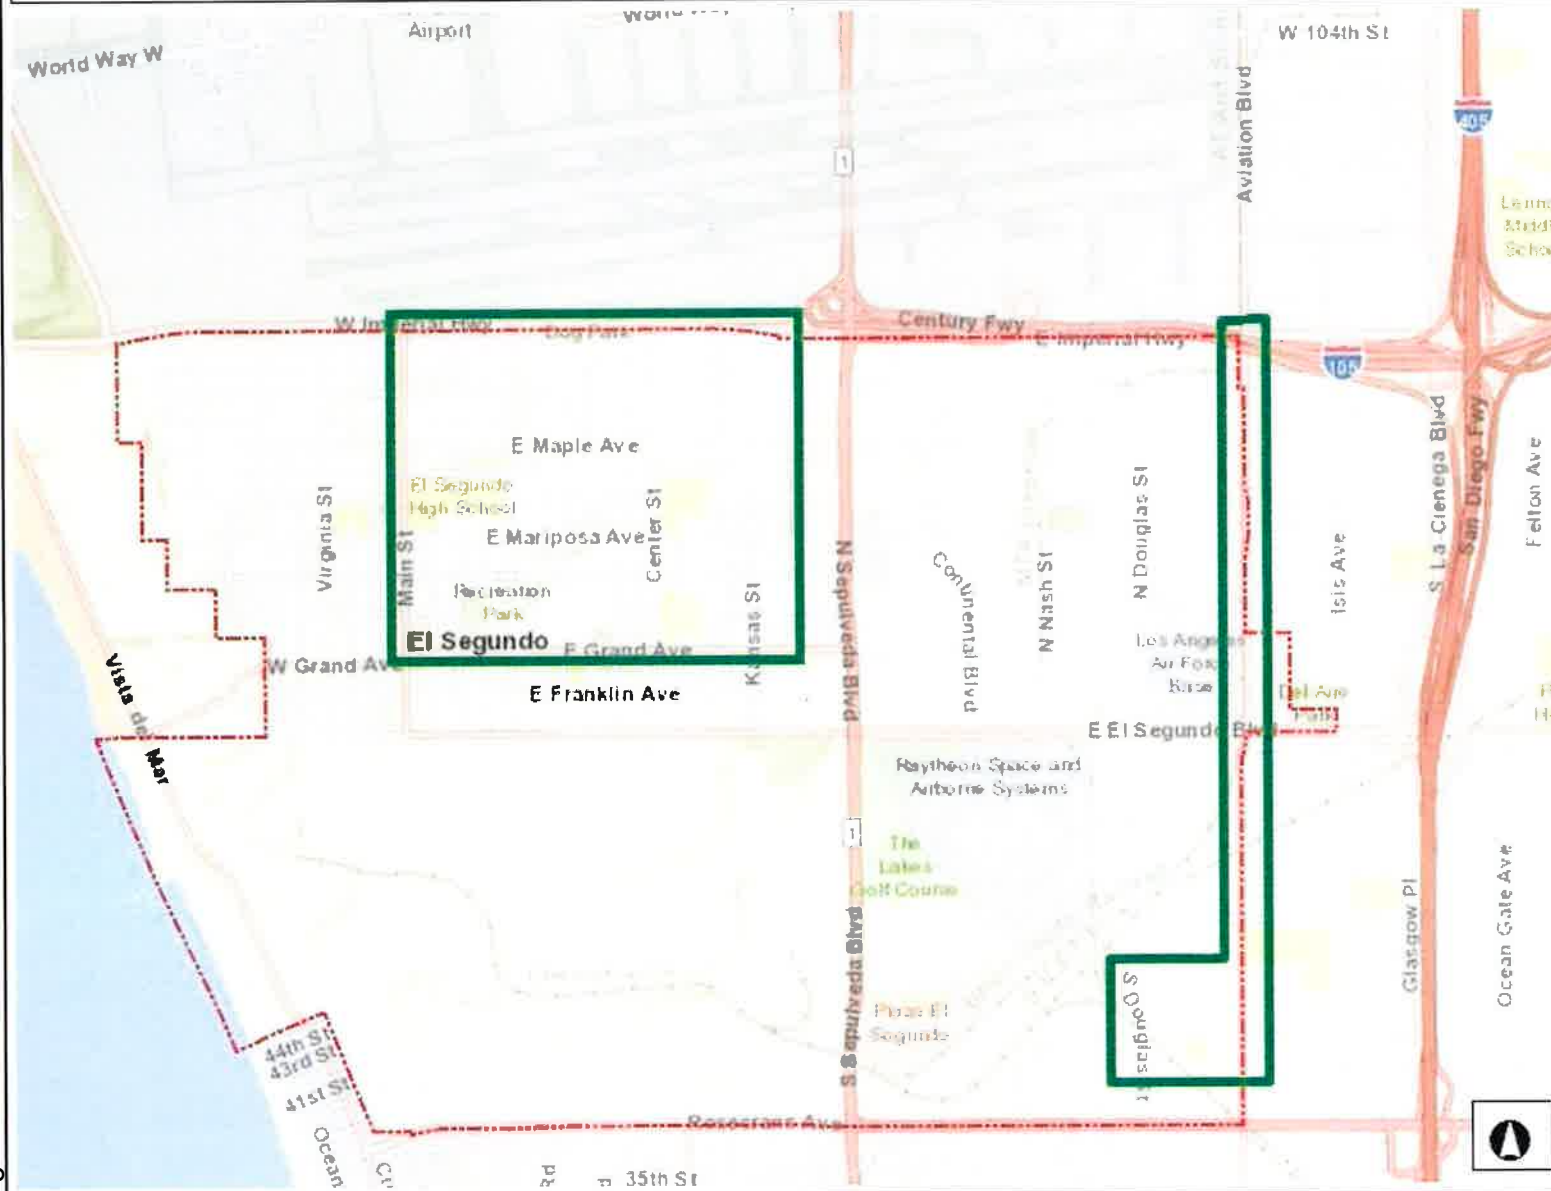 Airport
W 104th St
World Way W
Aviation Blvd
1
405
W Imperial Hwy
Dog Park
Century Fwy
E Imperial Hwy
105
E Maple Ave
El Segundo
High School
E Mariposa Ave
Center St
Virginia St
Main St
Recreation
Park
Kansas St
El Segundo
E Grand Ave
W Grand Ave
E Franklin Ave
N Sepulveda Blvd
Continental Blvd
N Nash St
N Douglas St
Isis Ave
S La Cienega Blvd
San Diego Fwy
Felton Ave
Los Angeles
Air Force
Base
Del Aire
Park
E El Segundo Blvd
Vista del Mar
Raytheon Space and
Airborne Systems
1
The
Lakes
Golf Course
S Sepulveda Blvd
Plaza El
Segundo
S Douglas St
Glasgow Pl
Ocean Gate Ave
44th St
43rd St
41st St
Ocean
Rosecrans Ave
Rd
35th St